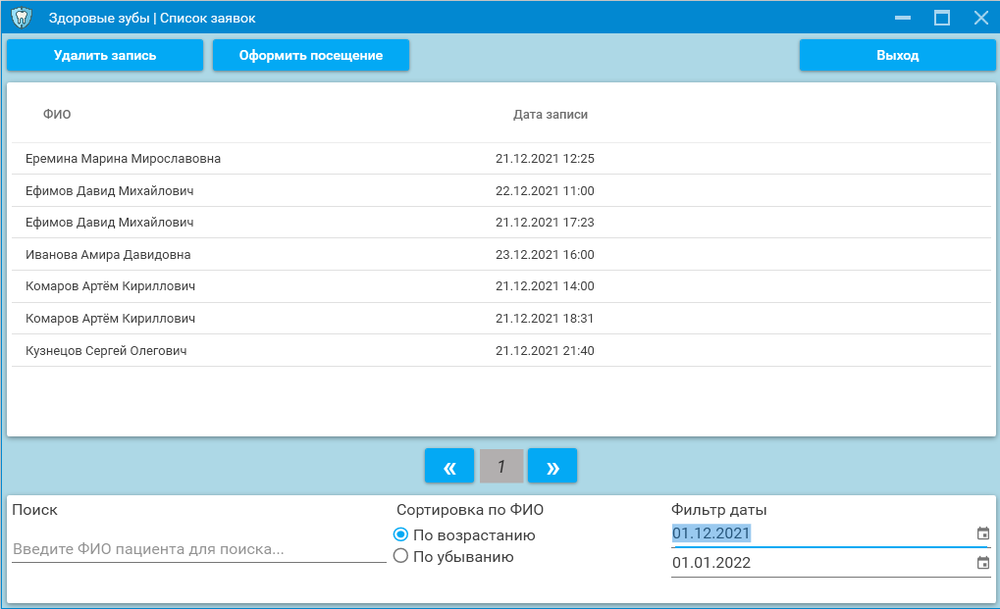 Здоровые зубы | Список заявок
Удалить запись Оформить посещение Выход
ФИО Дата записи
Еремина Марина Мирославовна 21.12.2021 12:25
Ефимов Давид Михайлович 22.12.2021 11:00
Ефимов Давид Михайлович 21.12.2021 17:23
Иванова Амира Давидовна 23.12.2021 16:00
Комаров Артём Кириллович 21.12.2021 14:00
Комаров Артём Кириллович 21.12.2021 18:31
Кузнецов Сергей Олегович 21.12.2021 21:40
« 1 »
Поиск
Введите ФИО пациента для поиска...
Сортировка по ФИО
По возрастанию
По убыванию
Фильтр даты
01.12.2021
01.01.2022